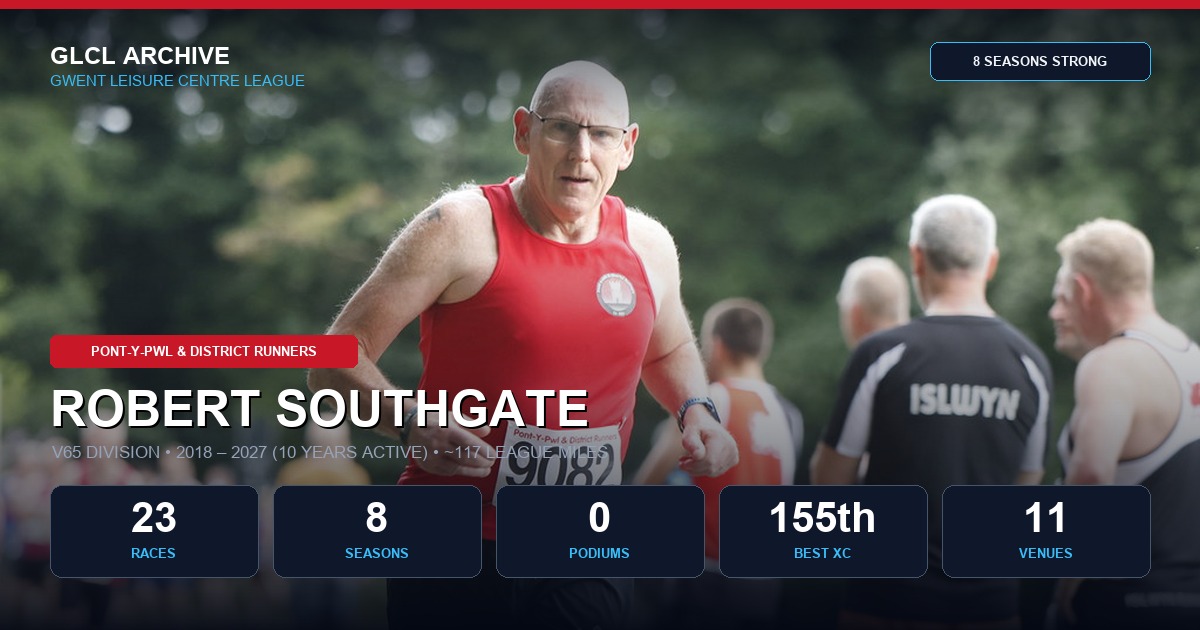 GLCL ARCHIVE
GWENT LEISURE CENTRE LEAGUE
8 SEASONS STRONG
ISLWYN
PONT-Y-PWL & DISTRICT RUNNERS
ROBERT SOUTHGATE
Pont-Y-Pwl & District Runners
V65 DIVISION • 2018 – 2027 (10 YEARS ACTIVE) • ~117 LEAGUE MILES
9082
23
RACES
8
SEASONS
0
PODIUMS
155th
BEST XC
11
VENUES